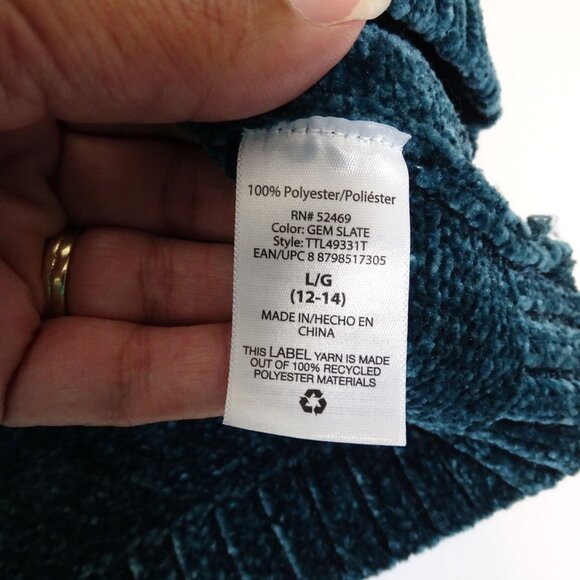 100% Polyester/Poliéster
RN# 52469
Color: GEM SLATE
Style: TTL49331T
EAN/UPC 8 8798517305
L/G
(12-14)
MADE IN/HECHO EN
CHINA
THIS LABEL YARN IS MADE
OUT OF 100% RECYCLED
POLYESTER MATERIALS